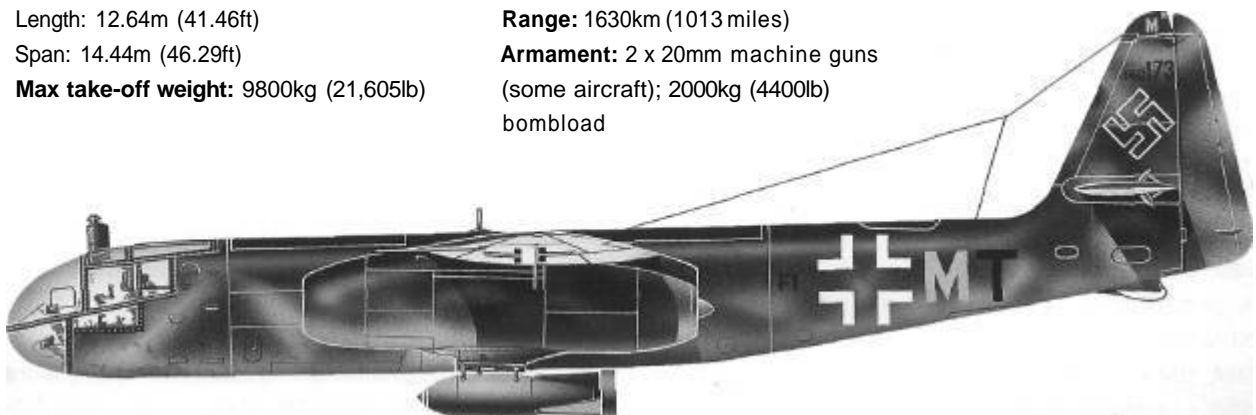 Length: 12.64m (41.46ft)
Span: 14.44m (46.29ft)
Max take-off weight: 9800kg (21,605lb)
Range: 1630km (1013 miles)
Armament: 2 x 20mm machine guns
(some aircraft); 2000kg (4400lb)
bombload
M
173
F1 MT